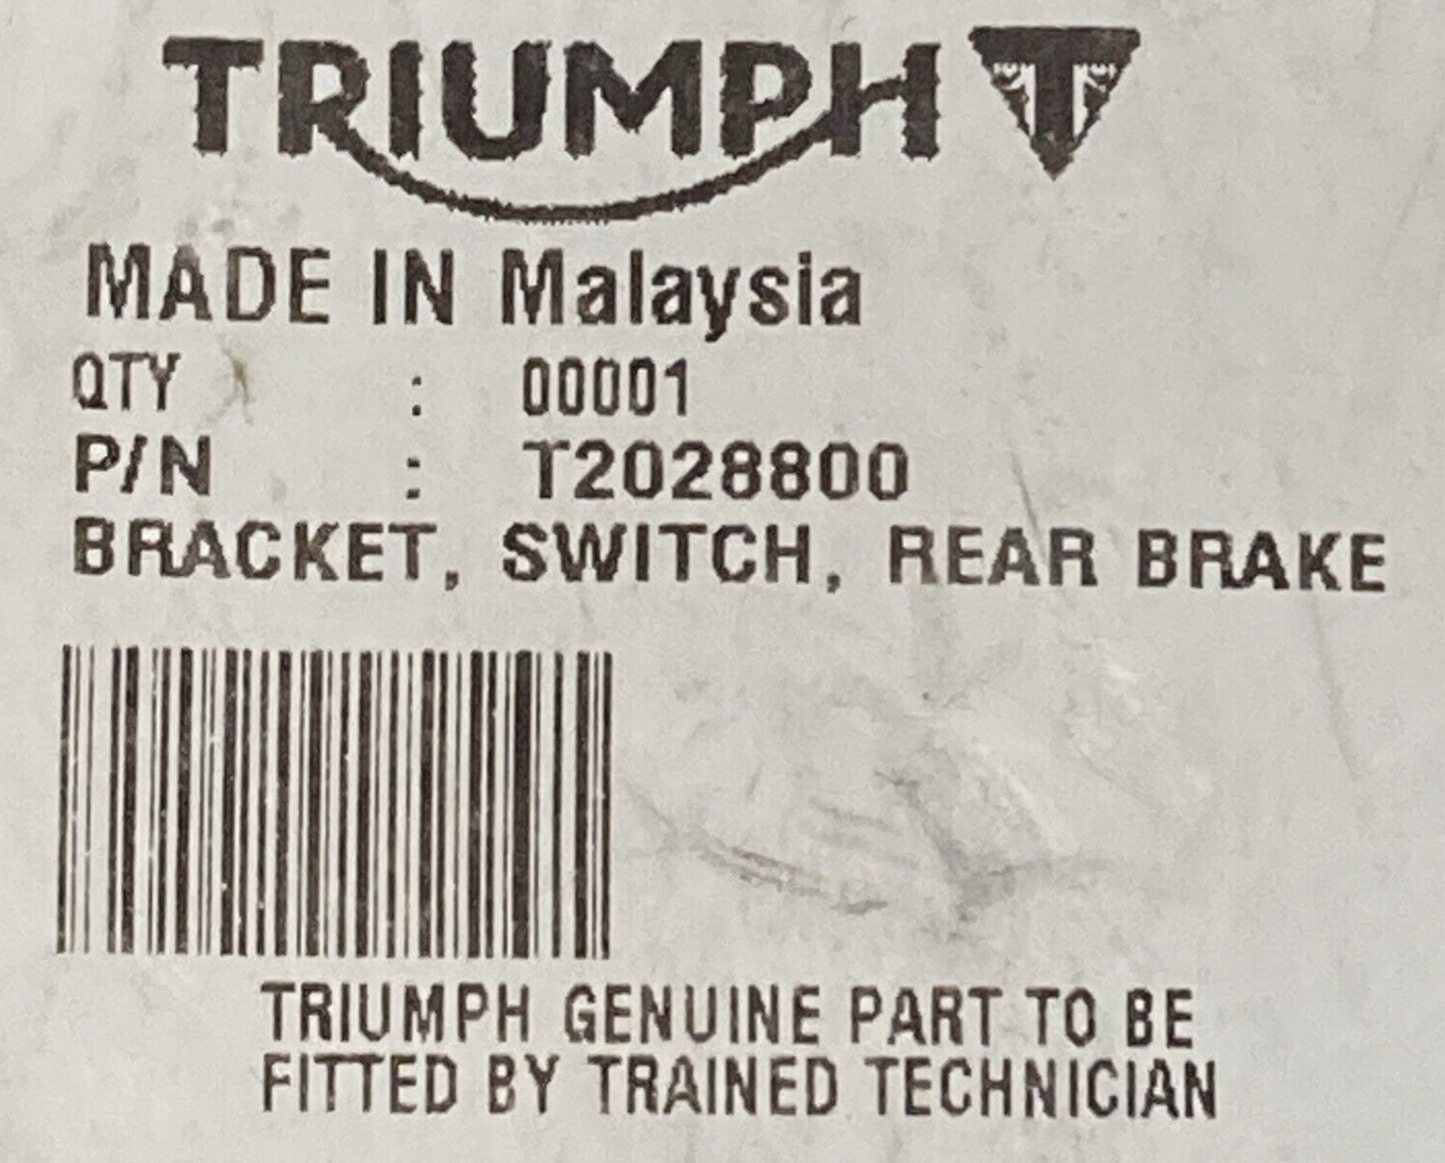 TRIUMPH T
MADE IN Malaysia
QTY : 00001
P/N : T2028800
BRACKET, SWITCH, REAR BRAKE
TRIUMPH GENUINE PART TO BE
FITTED BY TRAINED TECHNICIAN